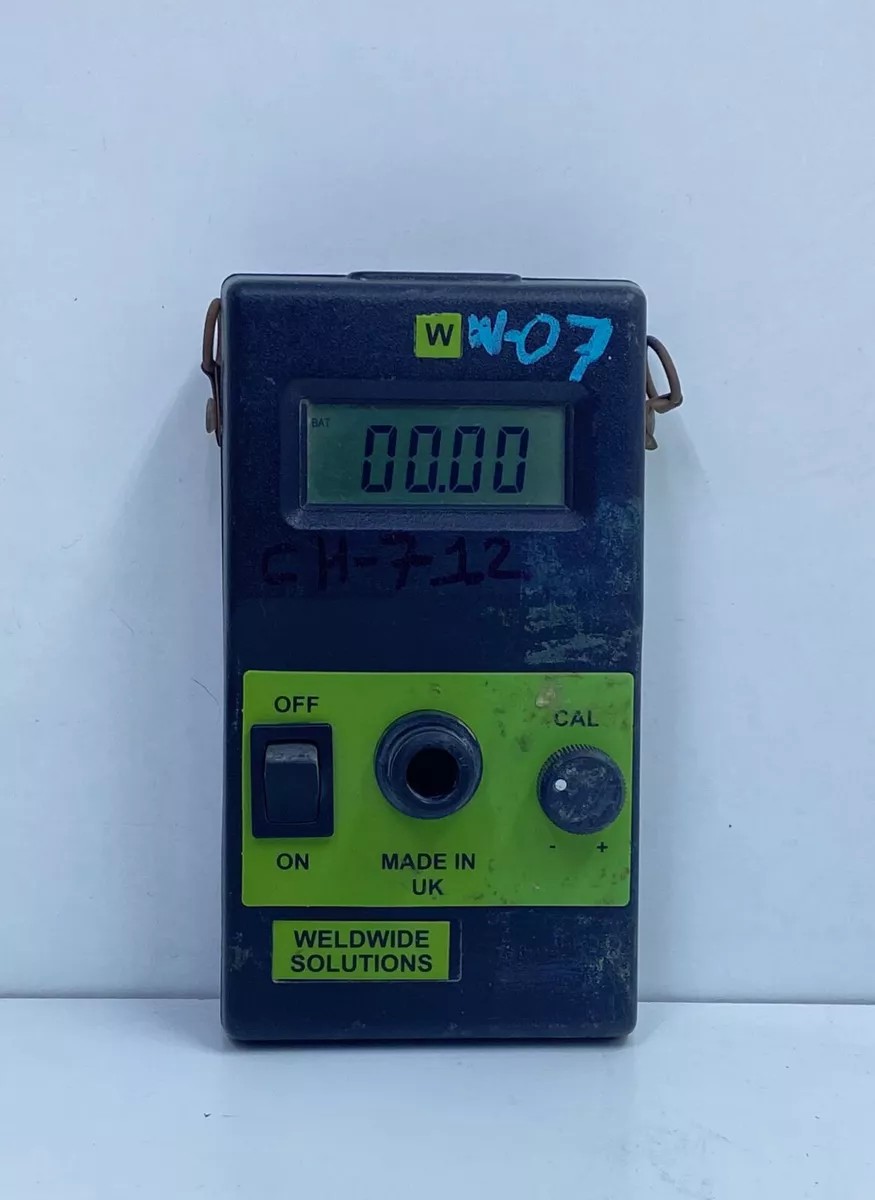 W W-07
BAT
00.00
CH-712
OFF
CAL
ON
- +
MADE IN
UK
WELDWIDE
SOLUTIONS